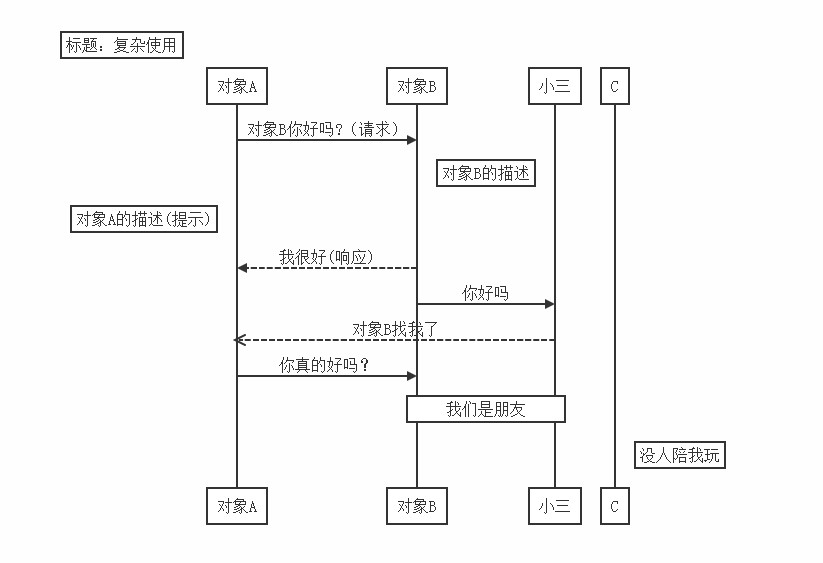 标题：复杂使用
对象A
对象B
小三
C
对象B你好吗?(请求)
对象B的描述
对象A的描述(提示)
我很好(响应)
你好吗
对象B找我了
你真的好吗？
我们是朋友
没人陪我玩
对象A
对象B
小三
C